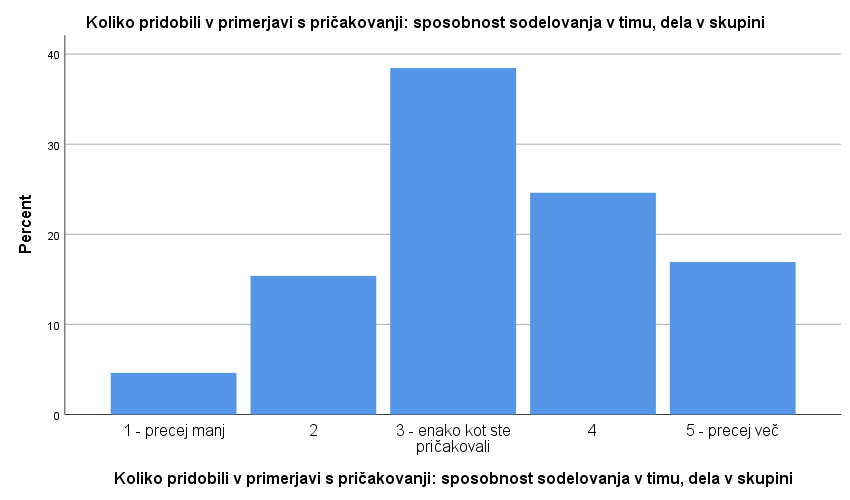 Koliko pridobili v primerjavi s pričakovanji: sposobnost sodelovanja v timu, dela v skupini
40
30
20
10
0
Percent
1 - precej manj
2
3 - enako kot ste
pričakovali
4
5 - precej več
Koliko pridobili v primerjavi s pričakovanji: sposobnost sodelovanja v timu, dela v skupini